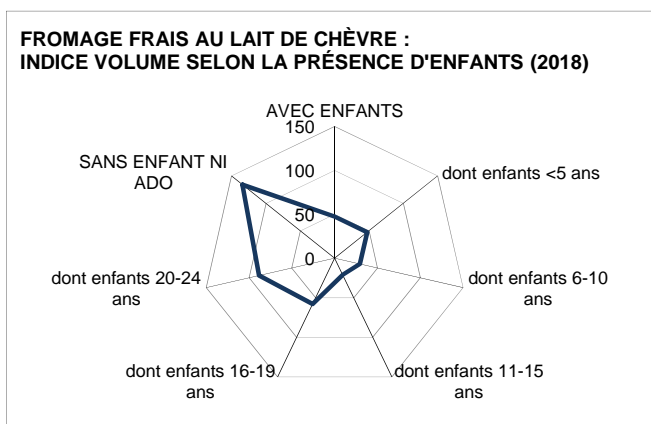 FROMAGE FRAIS AU LAIT DE CHÈVRE :
INDICE VOLUME SELON LA PRÉSENCE D'ENFANTS (2018)
AVEC ENFANTS
150
100
50
0
dont enfants <5 ans
dont enfants 6-10
ans
dont enfants 11-15
ans
dont enfants 16-19
ans
dont enfants 20-24
ans
SANS ENFANT NI
ADO